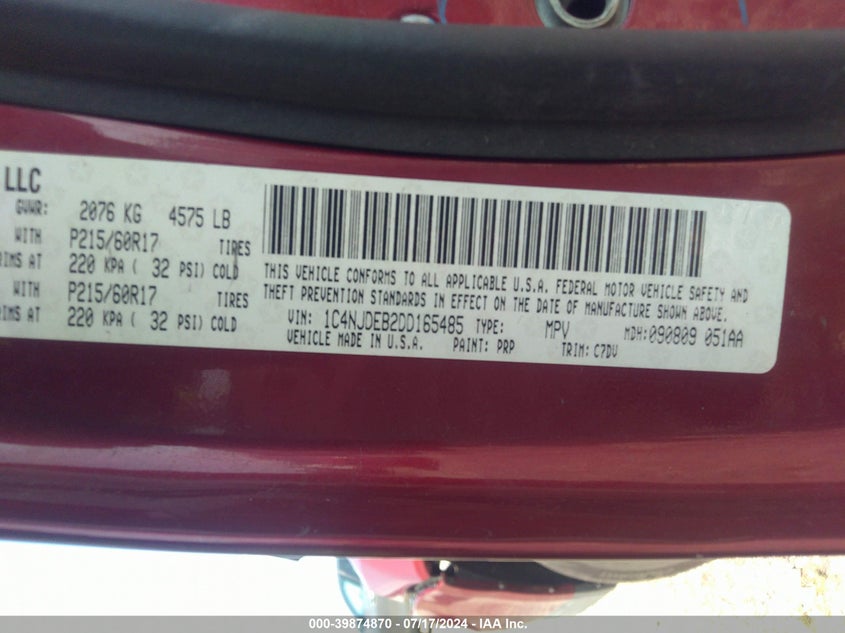 LLC
GVWR: 2076 KG 4575 LB
WITH P215/60R17 TIRES
RIMS AT 220 KPA ( 32 PSI) COLD
WITH P215/60R17 TIRES
RIMS AT 220 KPA ( 32 PSI) COLD
THIS VEHICLE CONFORMS TO ALL APPLICABLE U.S.A. FEDERAL MOTOR VEHICLE SAFETY AND
THEFT PREVENTION STANDARDS IN EFFECT ON THE DATE OF MANUFACTURE SHOWN ABOVE.
VIN: 1C4NJDEB2DD165485 TYPE: MPV MDH:090809 051AA
VEHICLE MADE IN U.S.A. PAINT: PRP TRIM: C7DV
000-39874870 - 07/17/2024 - IAA Inc.